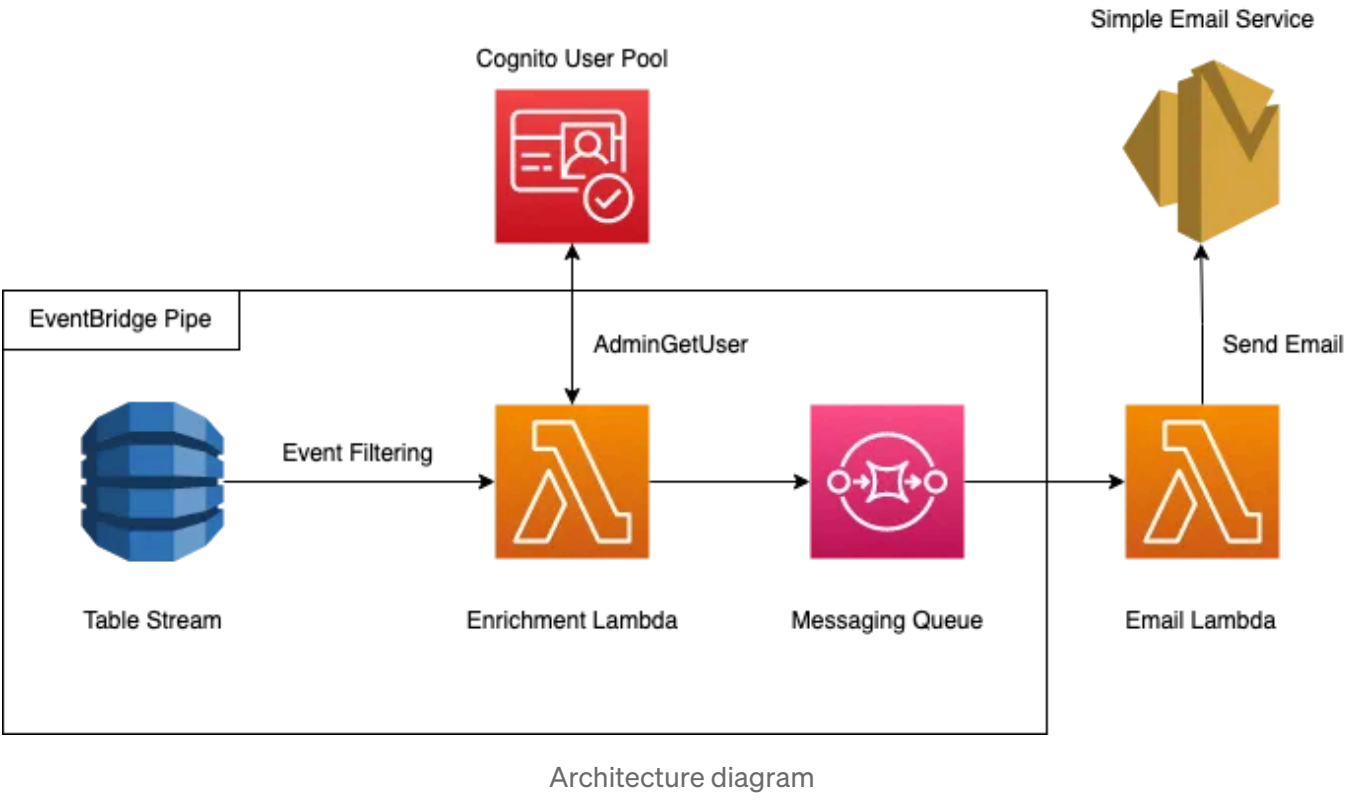 Simple Email Service
Cognito User Pool
EventBridge Pipe
AdminGetUser
Send Email
Event Filtering
Table Stream
Enrichment Lambda
Messaging Queue
Email Lambda
Architecture diagram